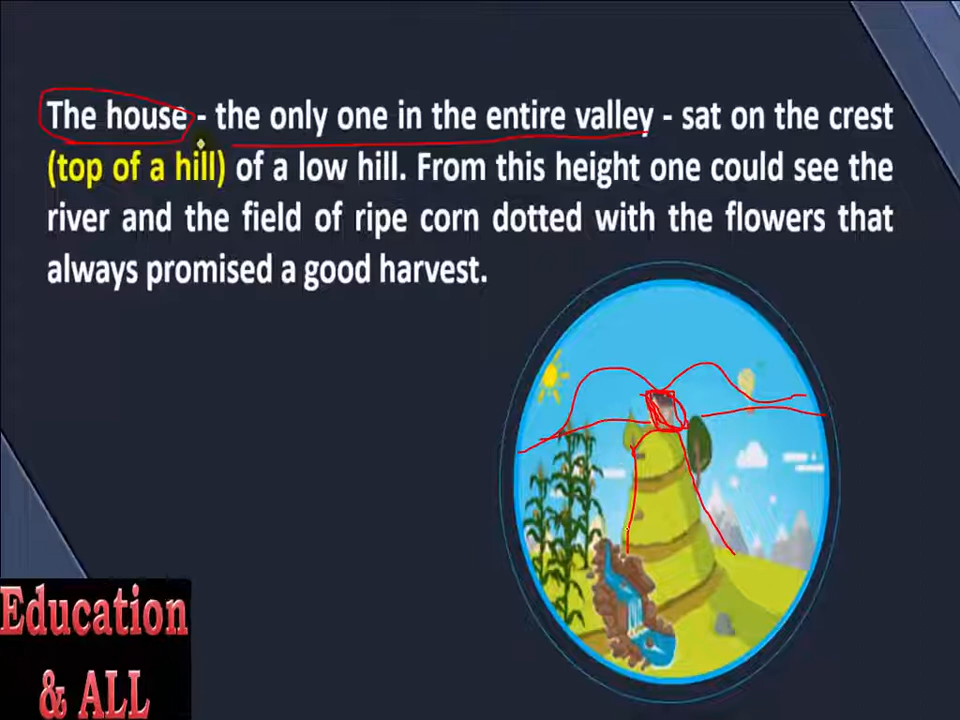 The house - the only one in the entire valley - sat on the crest
(top of a hill) of a low hill. From this height one could see the
river and the field of ripe corn dotted with the flowers that
always promised a good harvest.
Education
& ALL